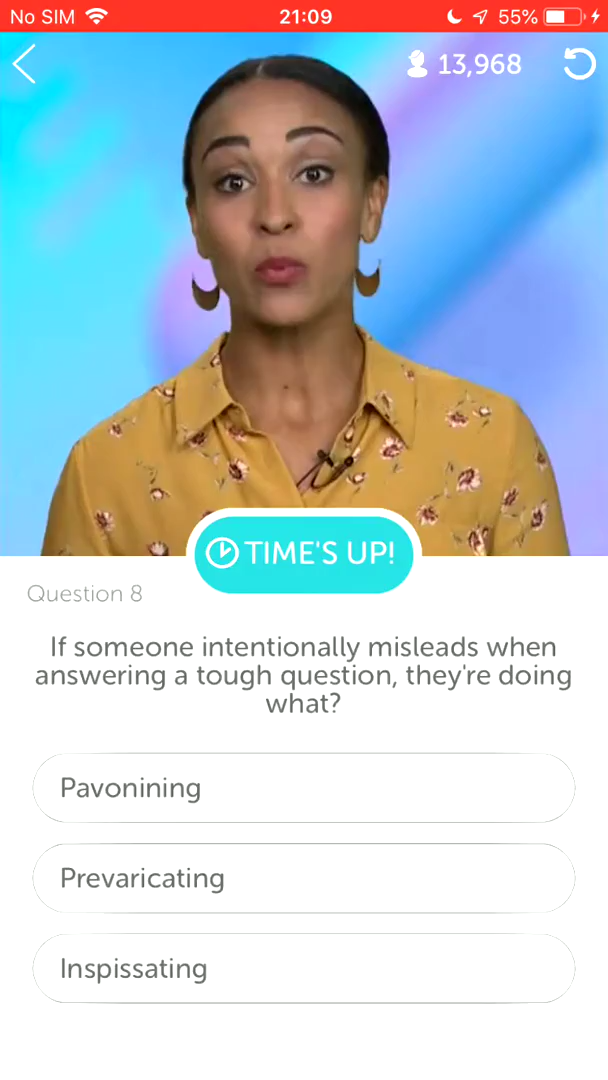 No SIM 21:09 55%
13,968
TIME'S UP!
Question 8
If someone intentionally misleads when
answering a tough question, they're doing
what?
Pavonining
Prevaricating
Inspissating